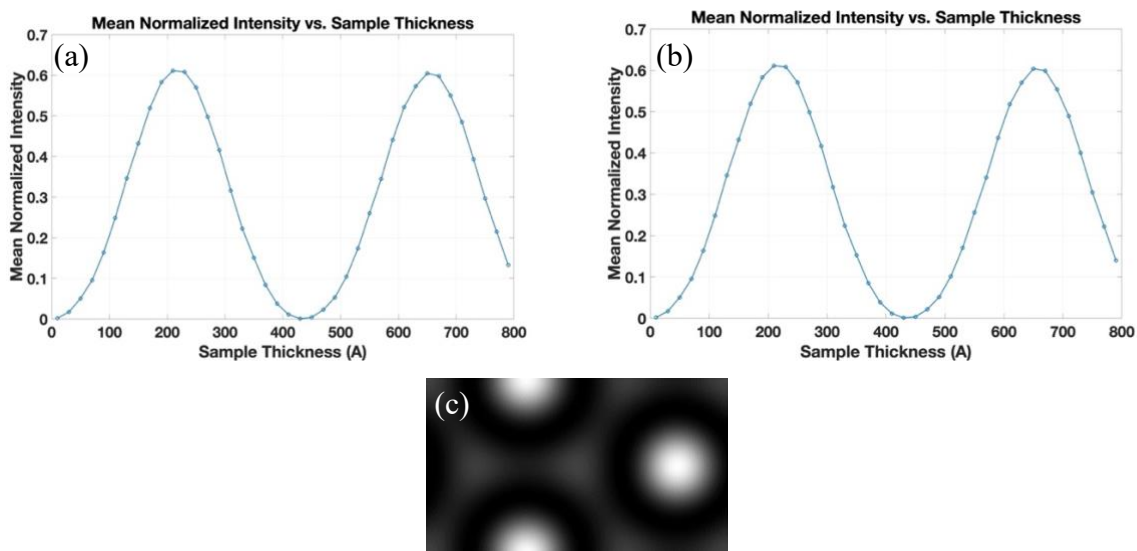 Mean Normalized Intensity vs. Sample Thickness
(a)
Mean Normalized Intensity
0.7
0.6
0.5
0.4
0.3
0.2
0.1
0
0 100 200 300 400 500 600 700 800
Sample Thickness (A)
Mean Normalized Intensity vs. Sample Thickness
(b)
Mean Normalized Intensity
0.7
0.6
0.5
0.4
0.3
0.2
0.1
0
0 100 200 300 400 500 600 700 800
Sample Thickness (A)
(c)